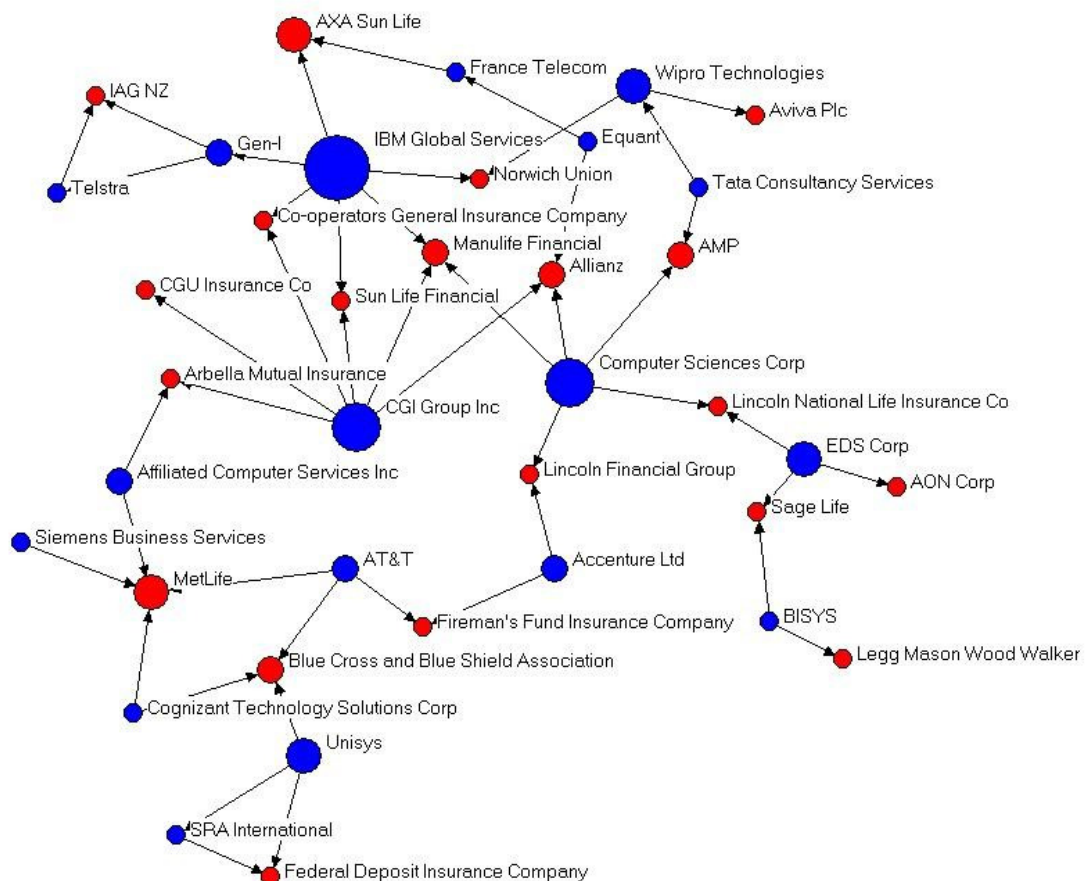 AXA Sun Life
France Telecom
Wipro Technologies
IAG NZ
Aviva Plc
Gen-I
IBM Global Services
Equant
Norwich Union
Telstra
Tata Consultancy Services
Co-operators General Insurance Company
Manulife Financial
AMP
Allianz
CGU Insurance Co
Sun Life Financial
Computer Sciences Corp
Arbella Mutual Insurance
CGI Group Inc
Lincoln National Life Insurance Co
EDS Corp
Affiliated Computer Services Inc
Lincoln Financial Group
AON Corp
Sage Life
Siemens Business Services
AT&T
Accenture Ltd
MetLife
BISYS
Fireman's Fund Insurance Company
Legg Mason Wood Walker
Blue Cross and Blue Shield Association
Cognizant Technology Solutions Corp
Unisys
SRA International
Federal Deposit Insurance Company